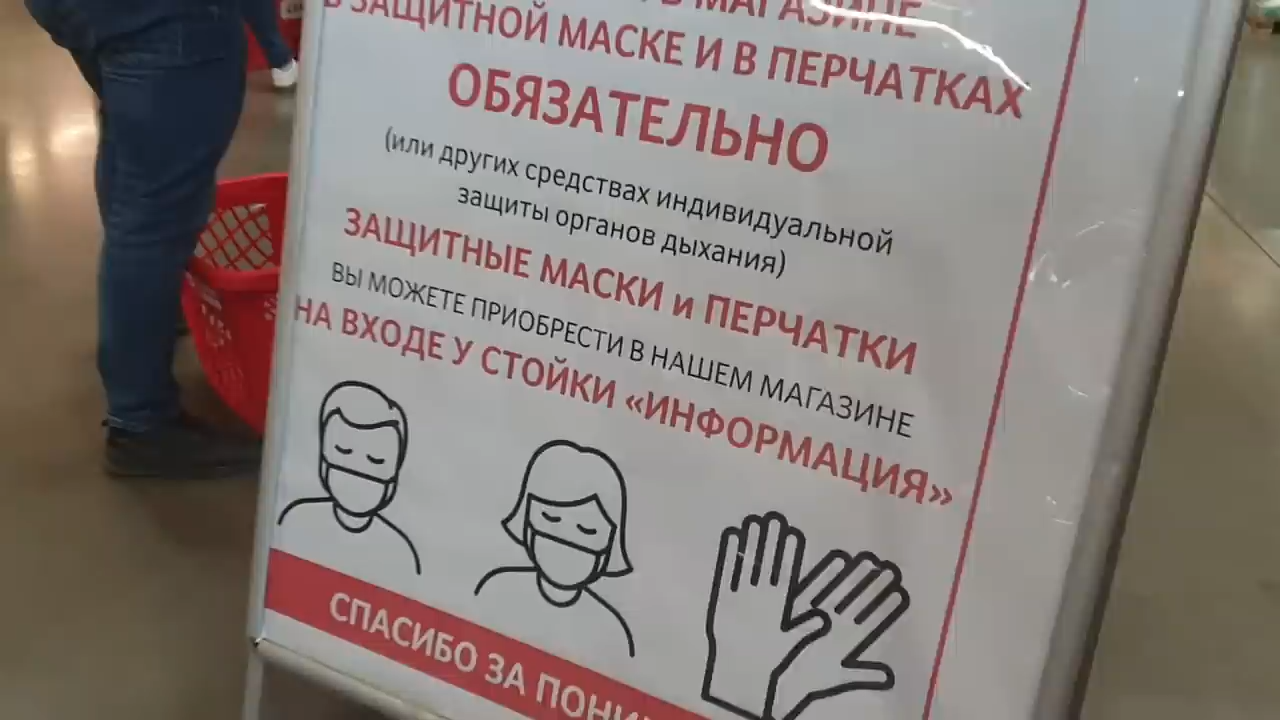 В МАГАЗИНЕ
В ЗАЩИТНОЙ МАСКЕ И В ПЕРЧАТКАХ
ОБЯЗАТЕЛЬНО
(или других средствах индивидуальной
защиты органов дыхания)
ЗАЩИТНЫЕ МАСКИ и ПЕРЧАТКИ
ВЫ МОЖЕТЕ ПРИОБРЕСТИ В НАШЕМ МАГАЗИНЕ
НА ВХОДЕ У СТОЙКИ «ИНФОРМАЦИЯ»
СПАСИБО ЗА